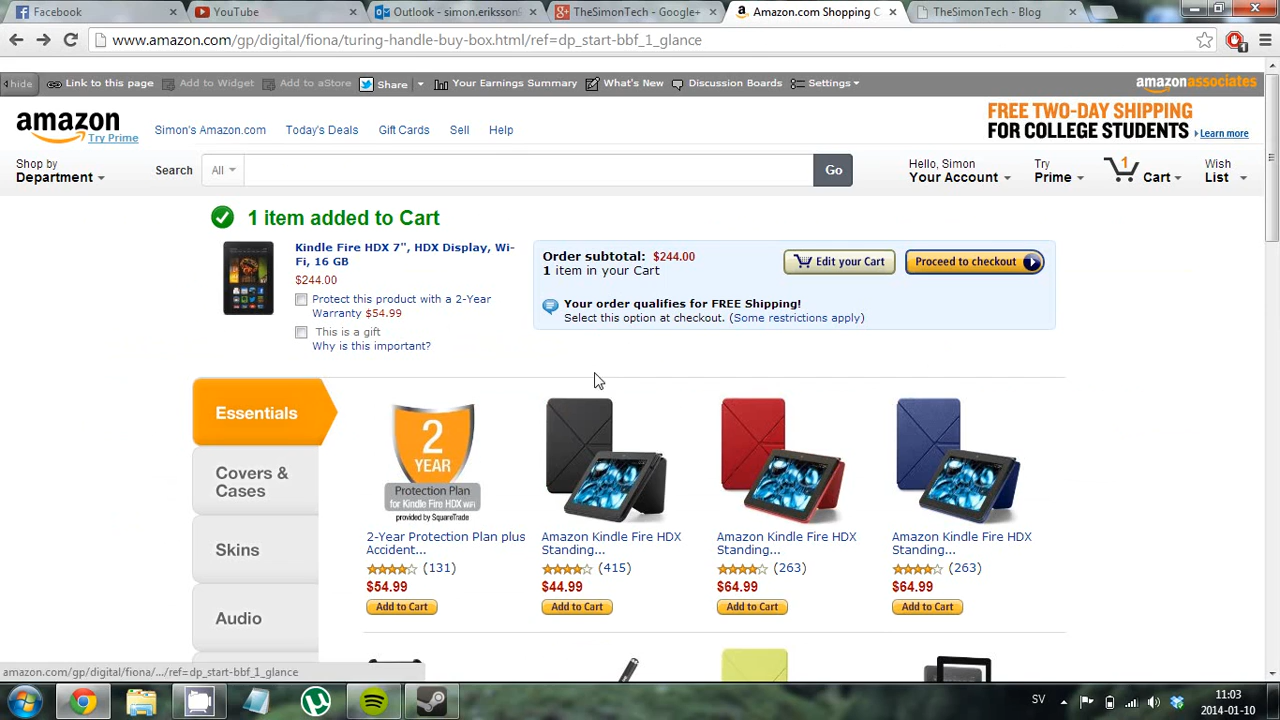 Facebook
YouTube
Outlook - simon.eriksson
TheSimonTech - Google+
Amazon.com Shopping C
TheSimonTech - Blog
www.amazon.com/gp/digital/fiona/turing-handle-buy-box.html/ref=dp_start-bbf_1_glance
hide Link to this page Add to Widget Add to aStore Share Your Earnings Summary What's New Discussion Boards Settings amazonassociates
amazon
Try Prime
Simon's Amazon.com Today's Deals Gift Cards Sell Help
FREE TWO-DAY SHIPPING
FOR COLLEGE STUDENTS Learn more
Shop by
Department
Search All Go
Hello, Simon
Your Account
Try
Prime
1
Cart
Wish
List
1 item added to Cart
Kindle Fire HDX 7", HDX Display, Wi-
Fi, 16 GB
$244.00
Protect this product with a 2-Year
Warranty $54.99
This is a gift
Why is this important?
Order subtotal: $244.00
1 item in your Cart
Edit your Cart
Proceed to checkout
Your order qualifies for FREE Shipping!
Select this option at checkout. (Some restrictions apply)
Essentials
Covers &
Cases
Skins
Audio
2
YEAR
Protection Plan
for Kindle Fire HDX wifi
provided by SquareTrade
2-Year Protection Plan plus
Accident...
(131)
$54.99
Add to Cart
Amazon Kindle Fire HDX
Standing...
(415)
$44.99
Add to Cart
Amazon Kindle Fire HDX
Standing...
(263)
$64.99
Add to Cart
Amazon Kindle Fire HDX
Standing...
(263)
$64.99
Add to Cart
amazon.com/gp/digital/fiona/.../ref=dp_start-bbf_1_glance
SV
11:03
2014-01-10